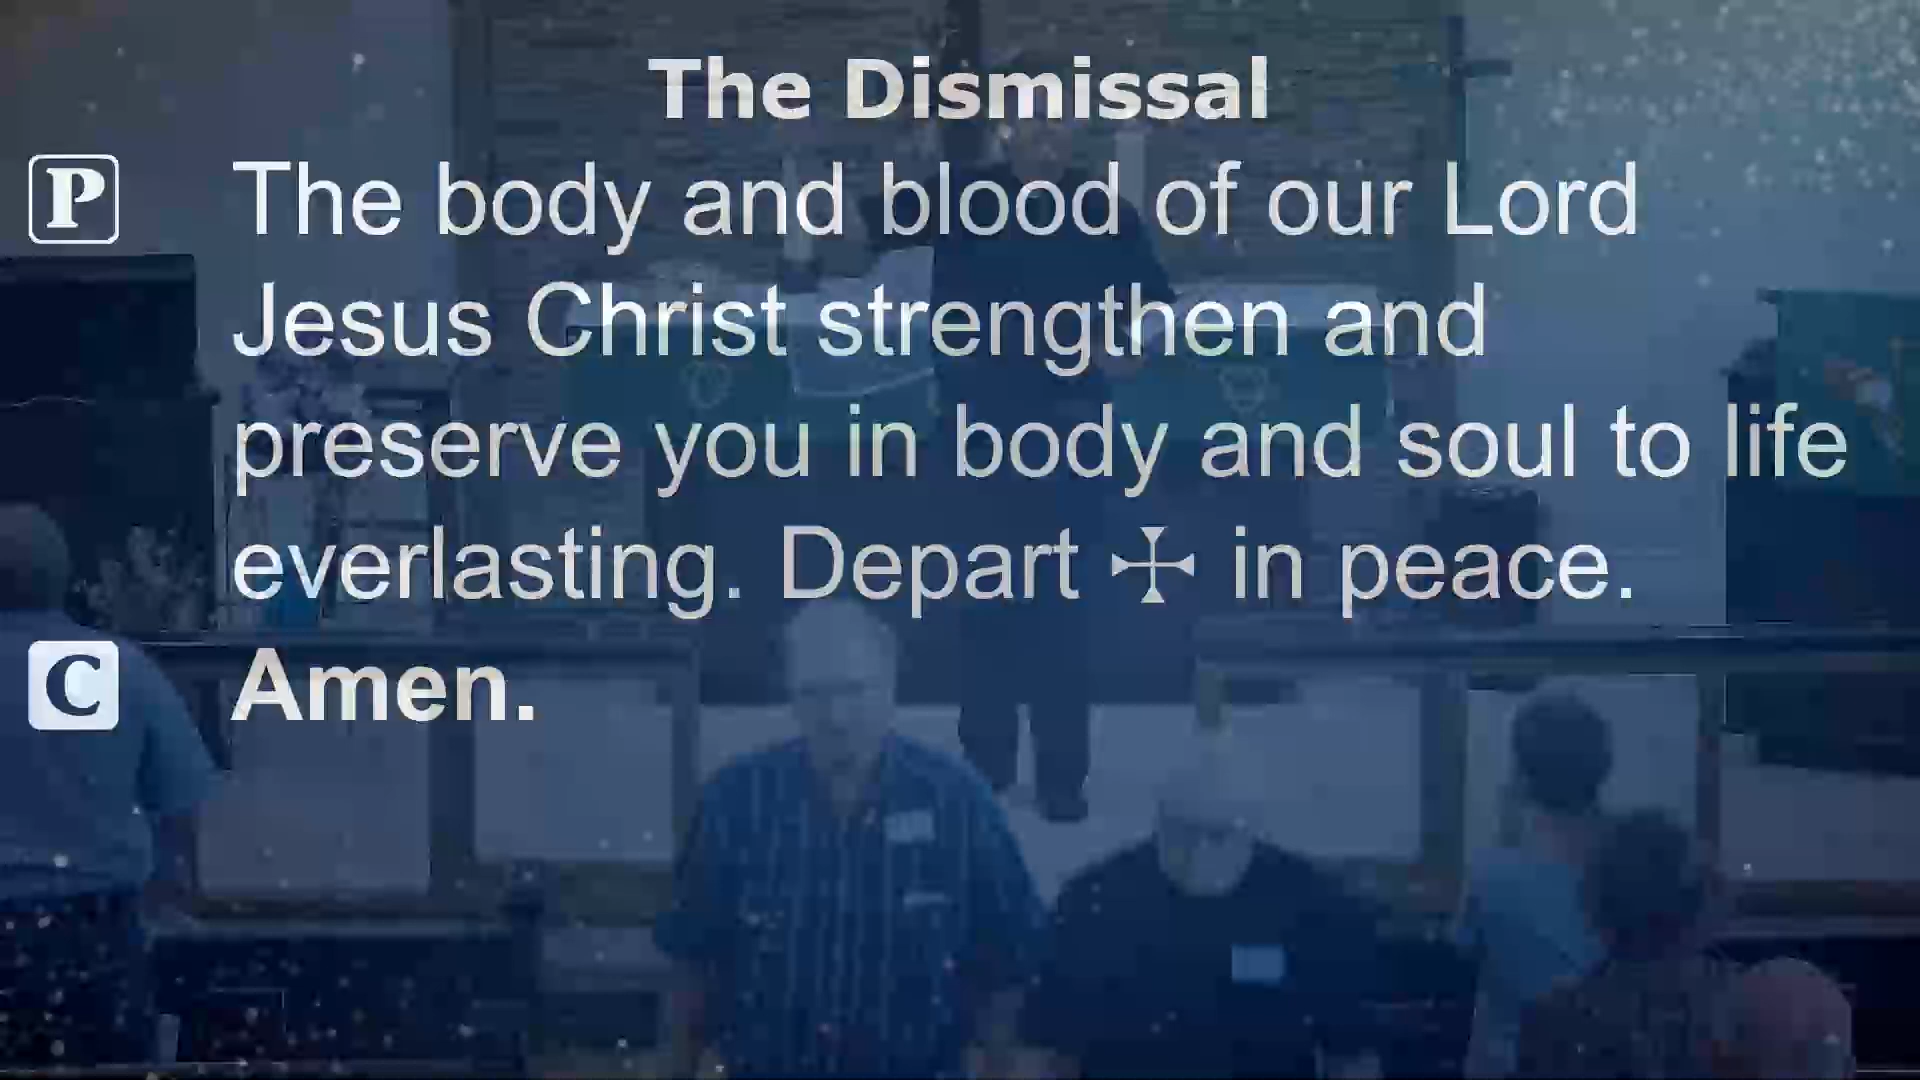 The Dismissal
P The body and blood of our Lord
Jesus Christ strengthen and
preserve you in body and soul to life
everlasting. Depart ☩ in peace.
C Amen.